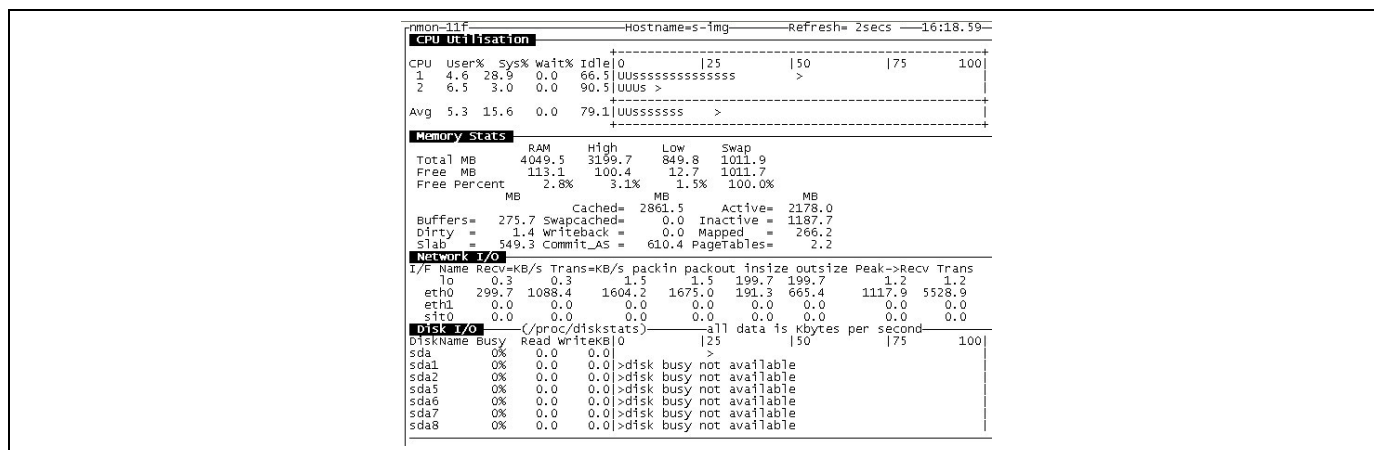 nmon-11f Hostname=s-img Refresh= 2secs 16:18.59
CPU Utilisation
CPU User% Sys% Wait% Idle|0 |25 |50 |75 100|
1 4.6 28.9 0.0 66.5|UUssssssssssssss >
2 6.5 3.0 0.0 90.5|UUUs >
Avg 5.3 15.6 0.0 79.1|UUsssssss >
Memory Stats
RAM High Low Swap
Total MB 4049.5 3199.7 849.8 1011.9
Free MB 113.1 100.4 12.7 1011.7
Free Percent 2.8% 3.1% 1.5% 100.0%
MB MB MB
Cached= 2861.5 Active= 2178.0
Buffers= 275.7 Swapcached= 0.0 Inactive = 1187.7
Dirty = 1.4 Writeback = 0.0 Mapped = 266.2
Slab = 549.3 Commit_AS = 610.4 PageTables= 2.2
Network I/O
I/F Name Recv=KB/s Trans=KB/s packin packout insize outsize Peak->Recv Trans
lo 0.3 0.3 1.5 1.5 199.7 199.7 1.2 1.2
eth0 299.7 1088.4 1604.2 1675.0 191.3 665.4 1117.9 5528.9
eth1 0.0 0.0 0.0 0.0 0.0 0.0 0.0 0.0
sit0 0.0 0.0 0.0 0.0 0.0 0.0 0.0 0.0
Disk I/O (/proc/diskstats) all data is Kbytes per second
DiskName Busy Read WriteKB|0 |25 |50 |75 100|
sda 0% 0.0 0.0| >
sda1 0% 0.0 0.0|>disk busy not available
sda2 0% 0.0 0.0|>disk busy not available
sda5 0% 0.0 0.0|>disk busy not available
sda6 0% 0.0 0.0|>disk busy not available
sda7 0% 0.0 0.0|>disk busy not available
sda8 0% 0.0 0.0|>disk busy not available